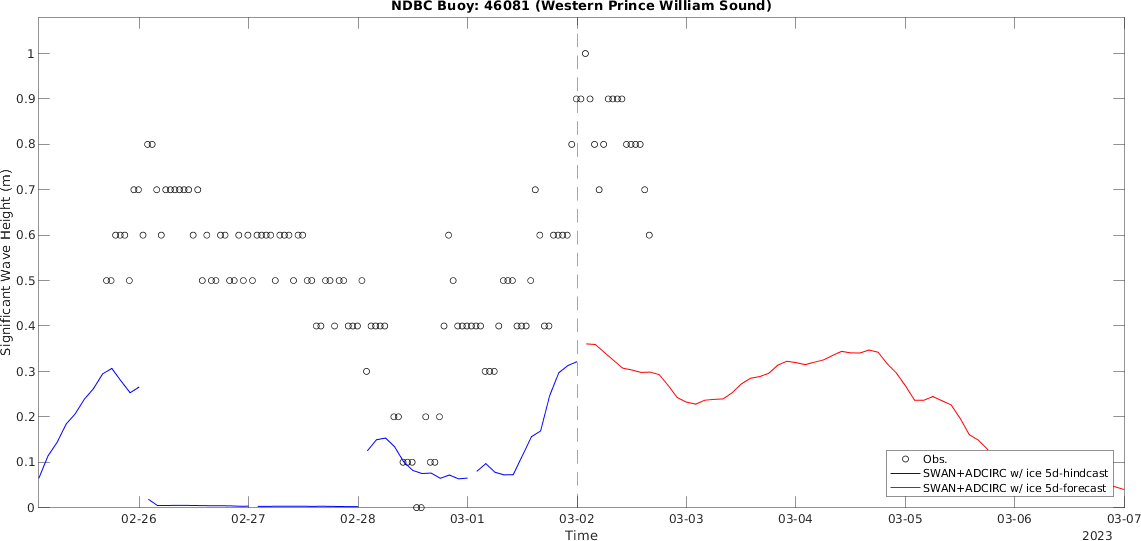 NDBC Buoy: 46081 (Western Prince William Sound)
Significant Wave Height (m)
1
0.9
0.8
0.7
0.6
0.5
0.4
0.3
0.2
0.1
0
Obs.
SWAN+ADCIRC w/ ice 5d-hindcast
SWAN+ADCIRC w/ ice 5d-forecast
02-26 02-27 02-28 03-01 03-02 03-03 03-04 03-05 03-06 03-07
Time
2023